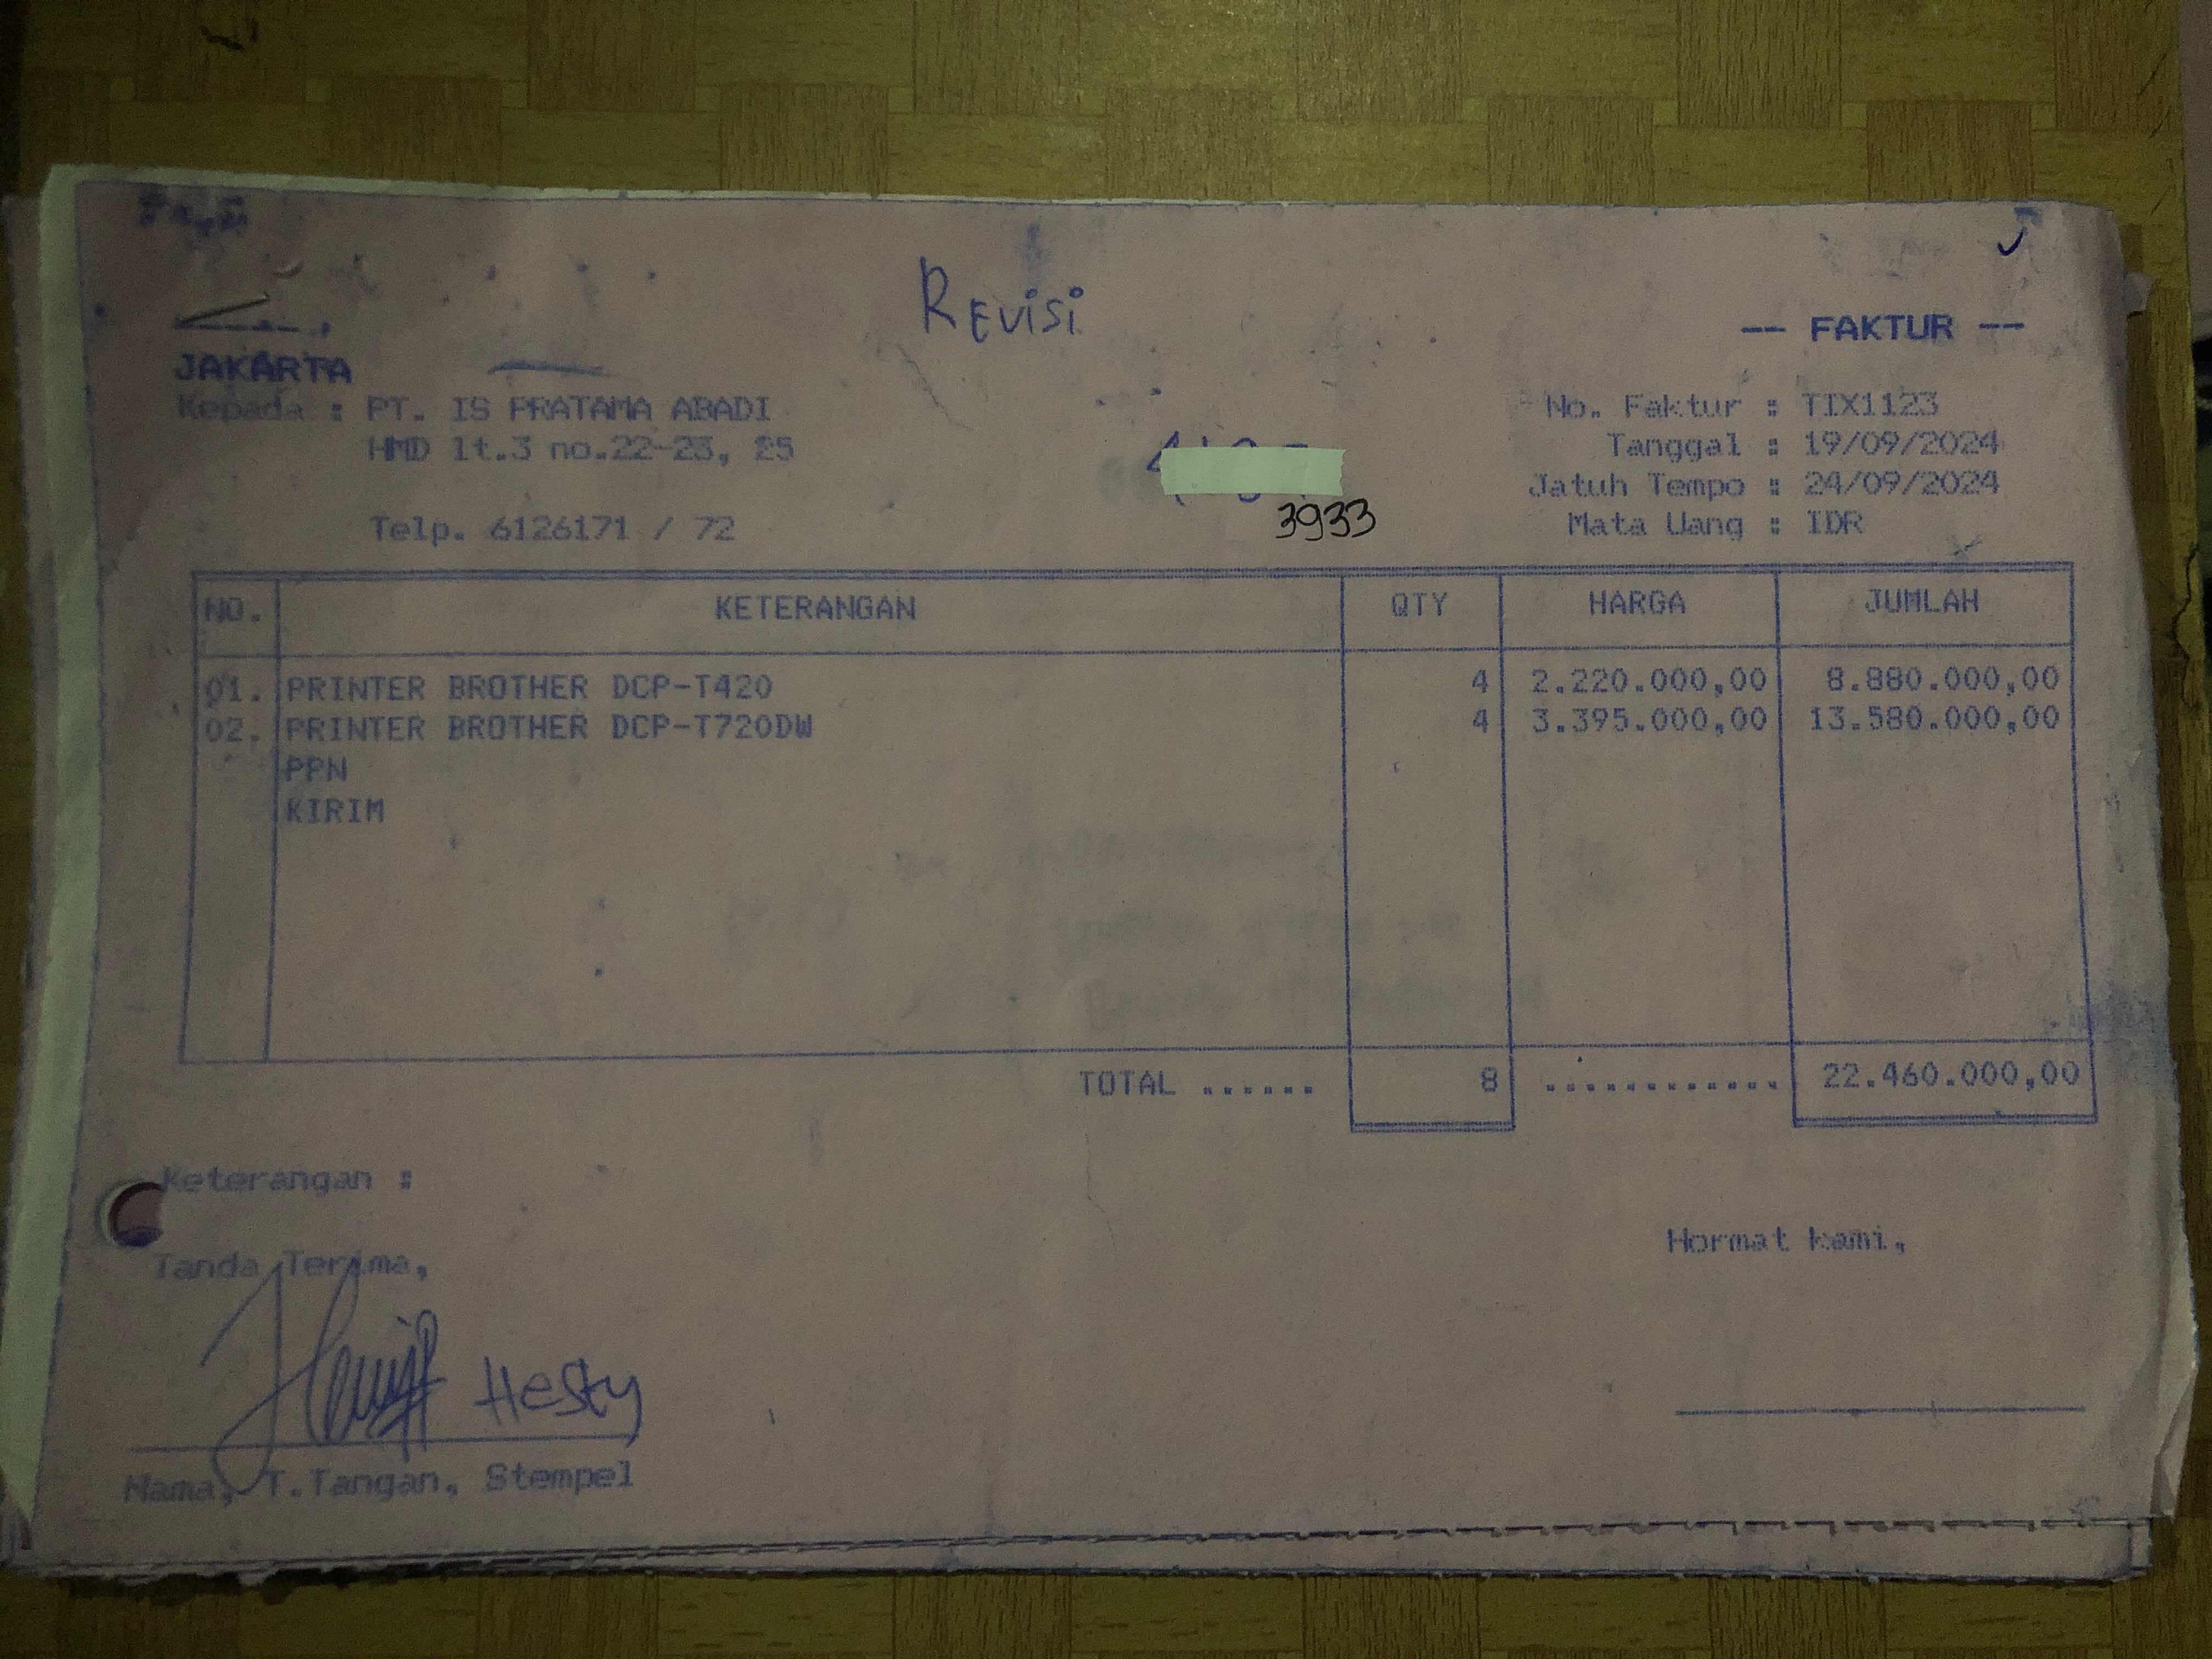 Revisi
-- FAKTUR --
JAKARTA
Kepada : PT. IS PRATAMA ABADI
HMD lt.3 no.22-23, 25
Telp. 6126171 / 72
3933
No. Faktur : TIX1123
Tanggal : 19/09/2024
Jatuh Tempo : 24/09/2024
Mata Uang : IDR
NO. KETERANGAN QTY HARGA JUMLAH
01. PRINTER BROTHER DCP-T420 4 2.220.000,00 8.880.000,00
02. PRINTER BROTHER DCP-T720DW 4 3.395.000,00 13.580.000,00
PPN
KIRIM
TOTAL ...... 8 ............. 22.460.000,00
Keterangan :
Tanda Terima,
Hormat kami,
Hesty
Nama, T.Tangan, Stempel